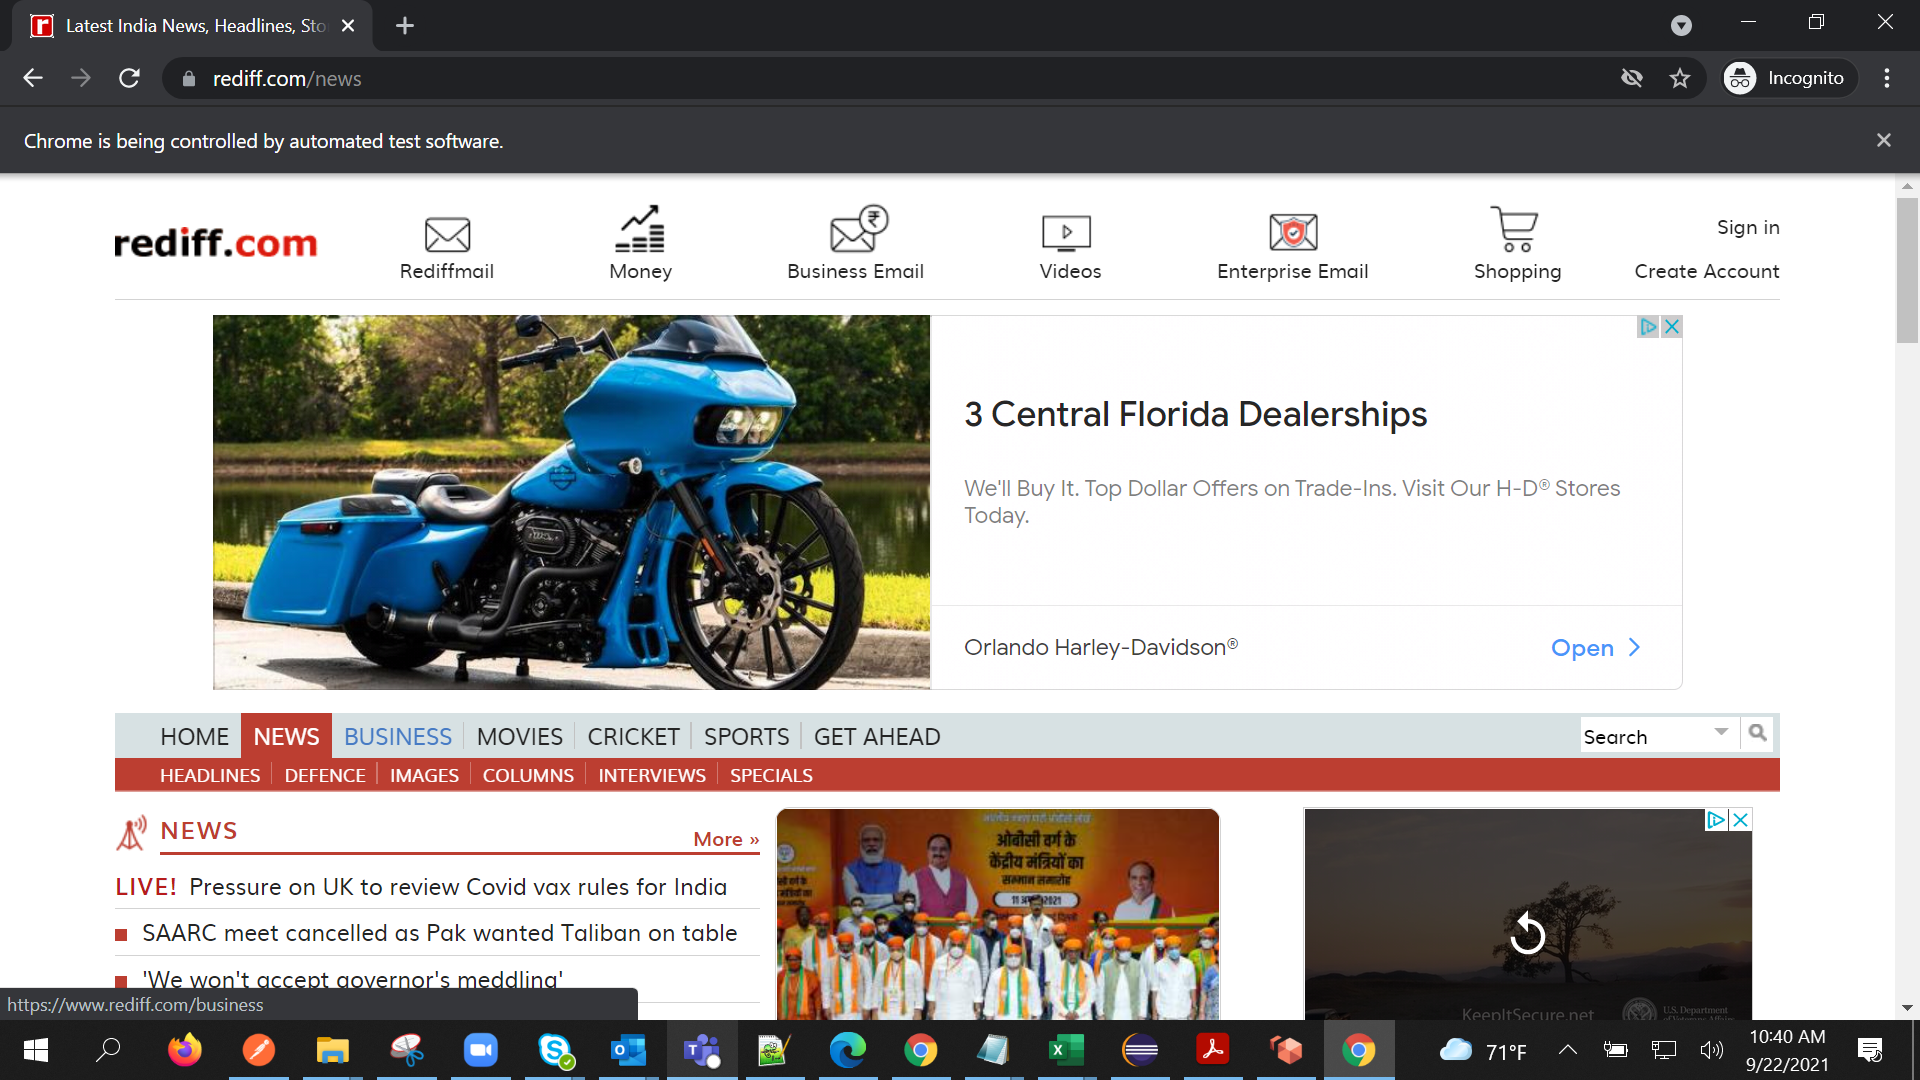 Latest India News, Headlines, Sto
rediff.com/news
Incognito
Chrome is being controlled by automated test software.
rediff.com
Rediffmail
Money
Business Email
Videos
Enterprise Email
Shopping
Sign in
Create Account
3 Central Florida Dealerships
We'll Buy It. Top Dollar Offers on Trade-Ins. Visit Our H-D® Stores
Today.
Orlando Harley-Davidson®
Open
HOME NEWS BUSINESS MOVIES CRICKET SPORTS GET AHEAD
Search
HEADLINES DEFENCE IMAGES COLUMNS INTERVIEWS SPECIALS
NEWS
More »
LIVE! Pressure on UK to review Covid vax rules for India
SAARC meet cancelled as Pak wanted Taliban on table
'We won't accept governor's meddling'
ओबीसी वर्ग के
केंद्रीय मंत्रियों का
सम्मान समारोह
KeepItSecure.net
U.S. Department
https://www.rediff.com/business
71°F
10:40 AM
9/22/2021